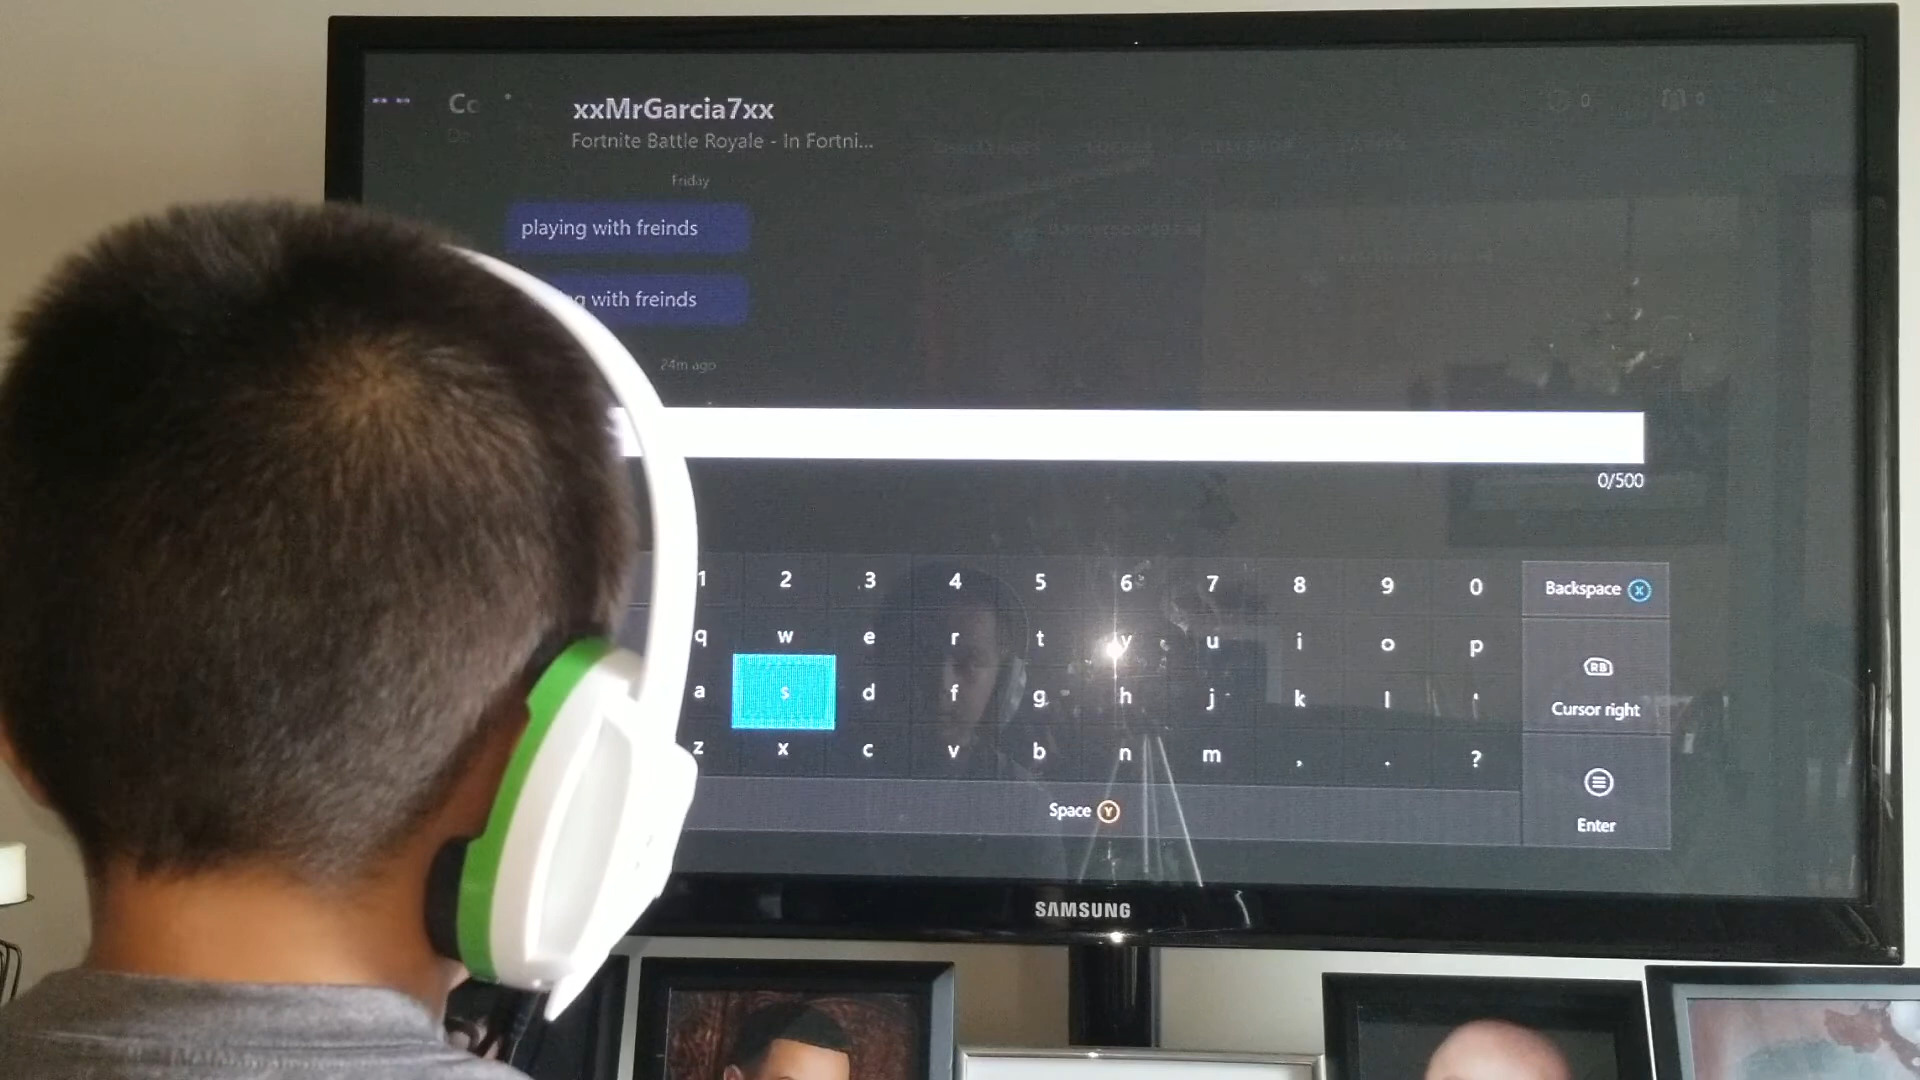 xxMrGarcia7xx
Fortnite Battle Royale - In Fortni...
Friday
playing with freinds
with freinds
24m ago
0/500
1 2 3 4 5 6 7 8 9 0
Backspace X
q w e r t y u i o p
RB
a s d f g h j k l '
Cursor right
z x c v b n m , . ?
Space Y
Enter
SAMSUNG